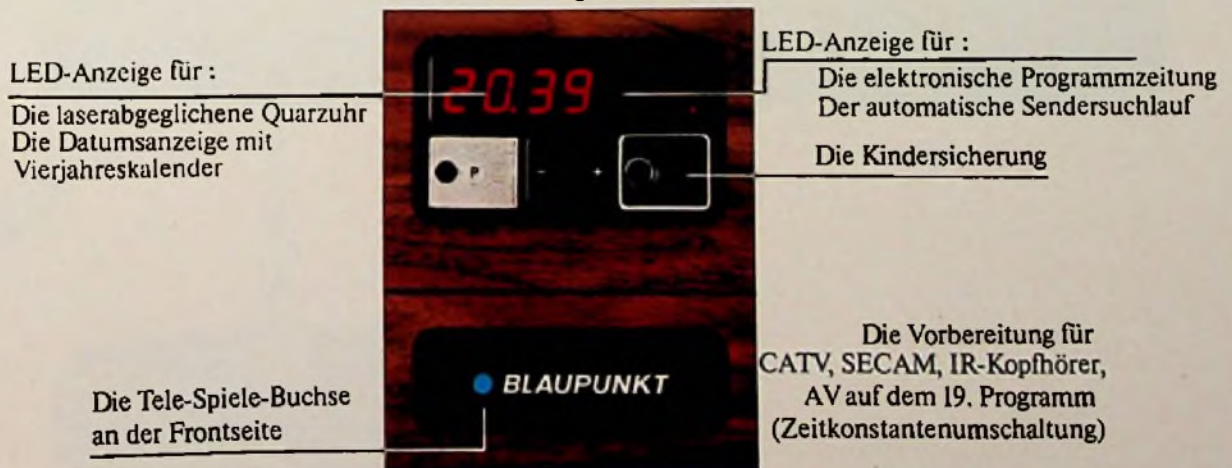 LED-Anzeige für :
Die laserabgeglichene Quarzuhr
Die Datumsanzeige mit
Vierjahreskalender
20.39
P - +
LED-Anzeige für :
Die elektronische Programmzeitung
Der automatische Sendersuchlauf
Die Kindersicherung
Die Tele-Spiele-Buchse
an der Frontseite
BLAUPUNKT
Die Vorbereitung für
CATV, SECAM, IR-Kopfhörer,
AV auf dem 19. Programm
(Zeitkonstantenumschaltung)